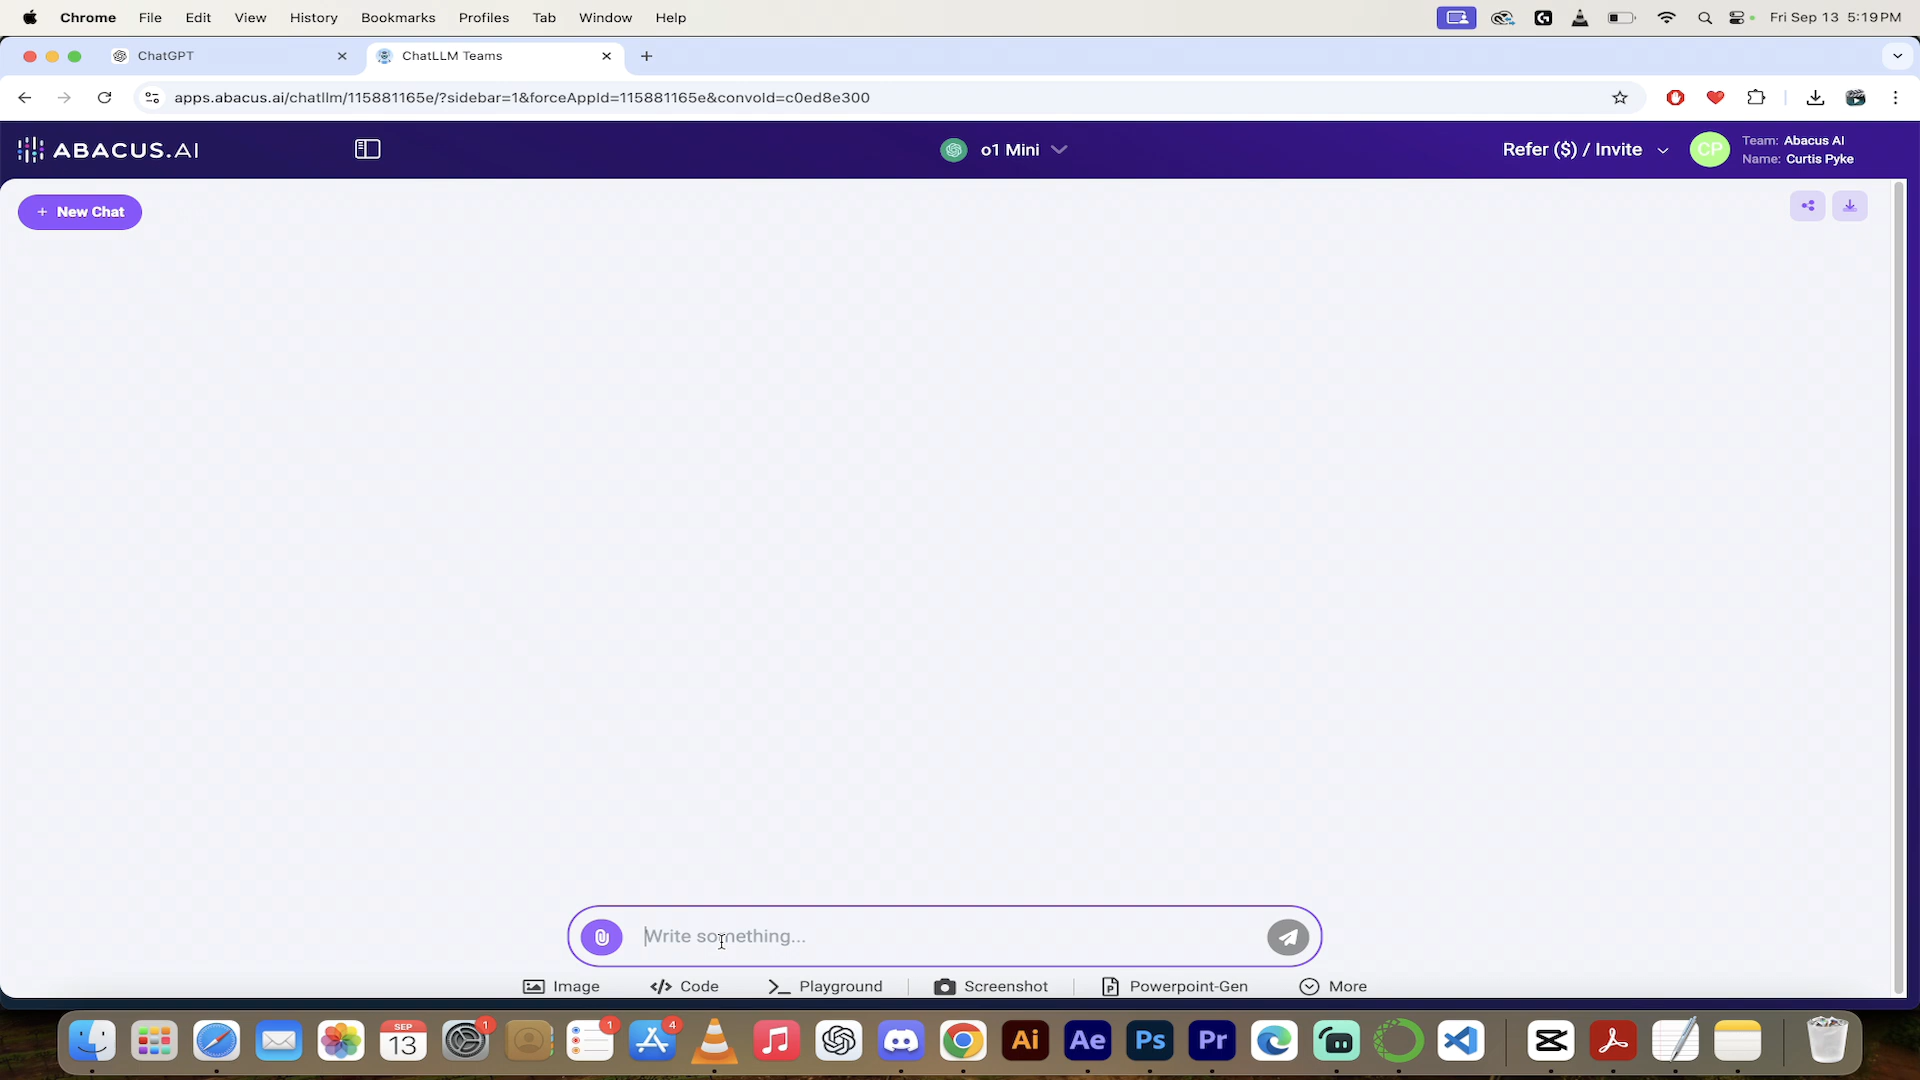 Chrome File Edit View History Bookmarks Profiles Tab Window Help Fri Sep 13 5:19 PM
ChatGPT ChatLLM Teams
apps.abacus.ai/chatllm/115881165e/?sidebar=1&forceAppId=115881165e&convoId=c0ed8e300
ABACUS.AI o1 Mini Refer ($) / Invite CP Team: Abacus AI
Name: Curtis Pyke
+ New Chat
Write something...
Image </> Code >_ Playground Screenshot Powerpoint-Gen More
SEP 1 1 4
13 Ai Ae Ps Pr